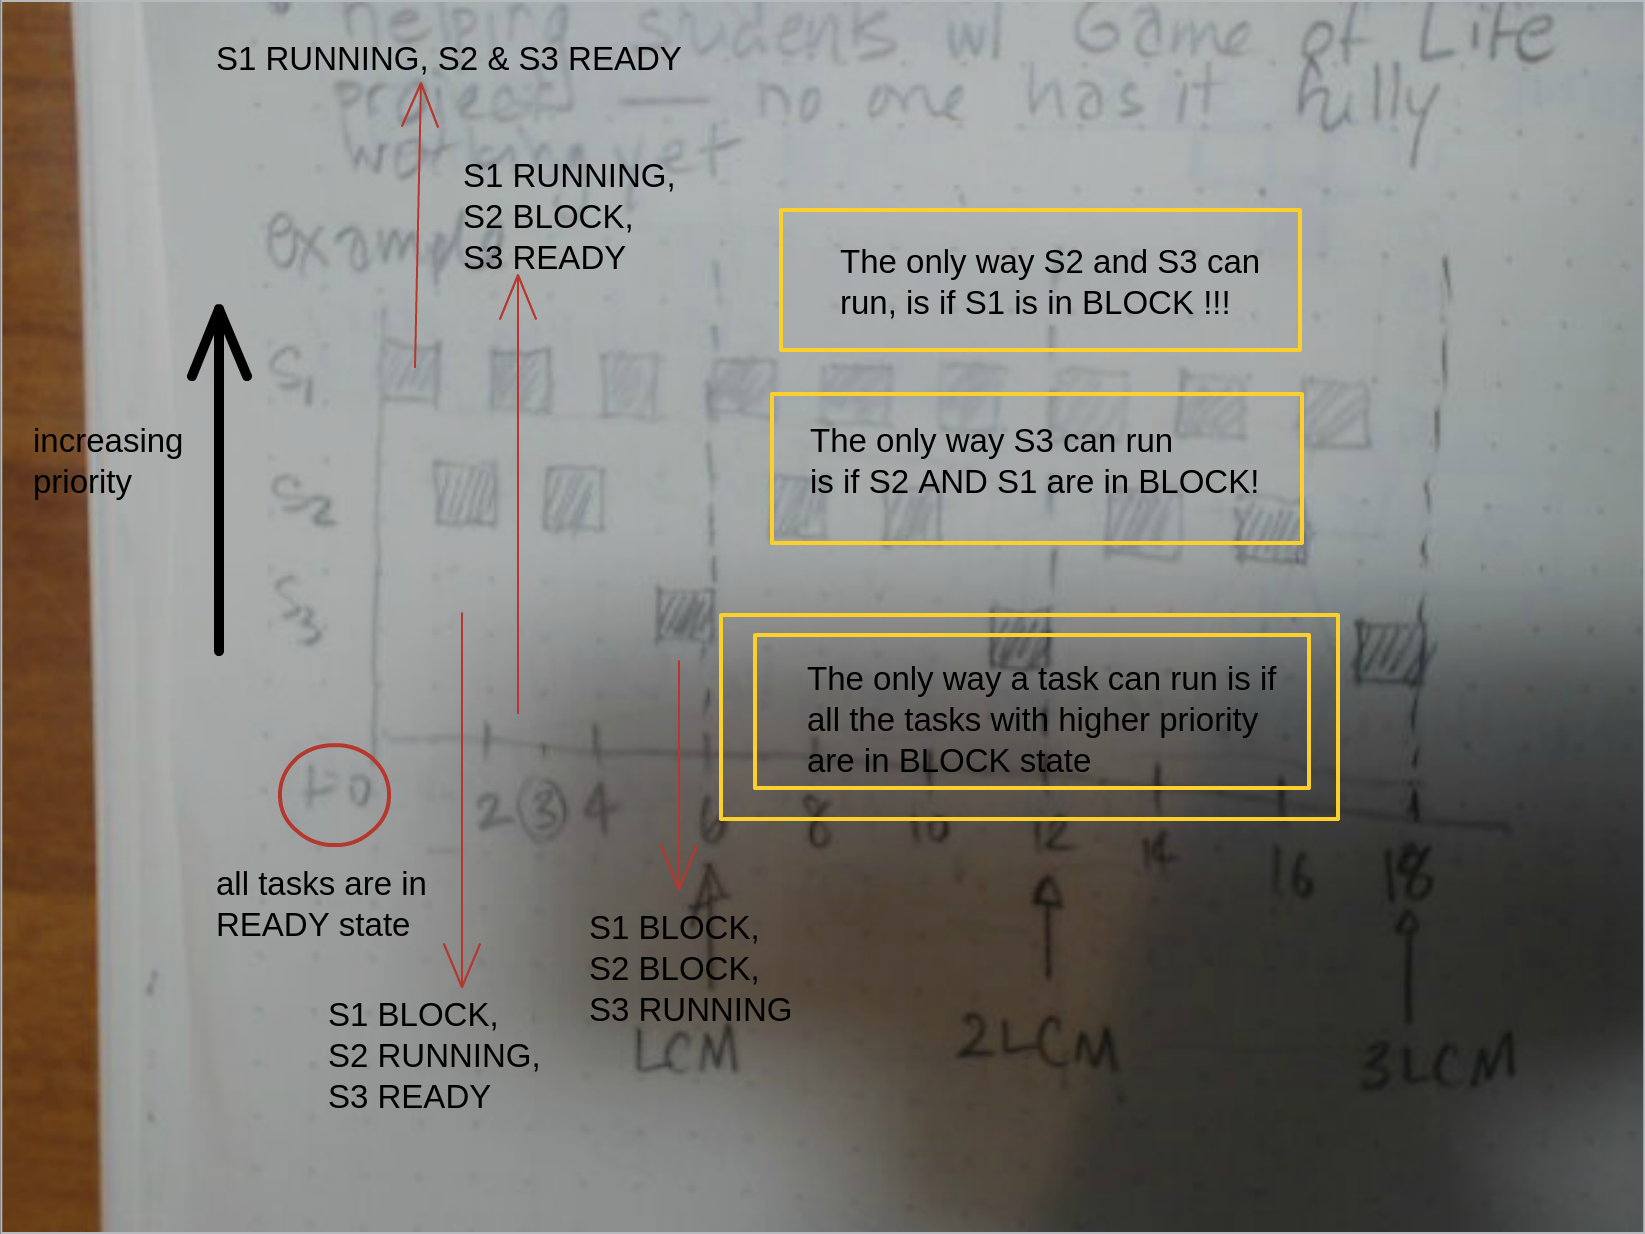 helping students w/ Game of Life
S1 RUNNING, S2 & S3 READY
project — no one has it fully
working yet
S1 RUNNING,
S2 BLOCK,
S3 READY
example
The only way S2 and S3 can
run, is if S1 is in BLOCK !!!
S1
increasing
priority
The only way S3 can run
is if S2 AND S1 are in BLOCK!
S2
S3
The only way a task can run is if
all the tasks with higher priority
are in BLOCK state
t=0
2 3 4 6 8 10 12 14 16 18
all tasks are in
READY state
S1 BLOCK,
S2 BLOCK,
S3 RUNNING
S1 BLOCK,
S2 RUNNING,
S3 READY
LCM
2LCM
3LCM